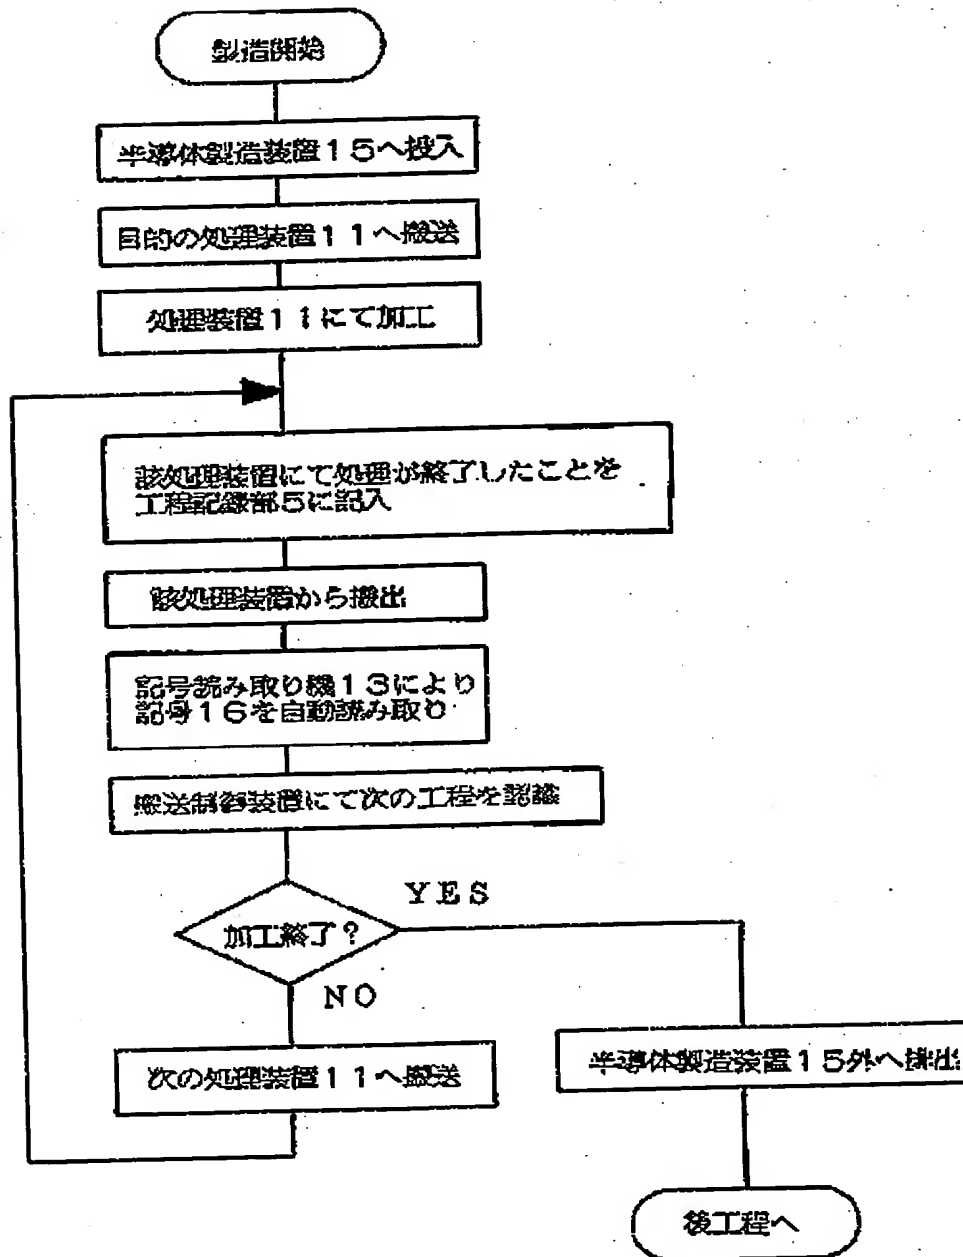 製造開始
半導体製造装置15へ投入
目的の処理装置11へ搬送
処理装置11にて加工
該処理装置にて処理が終了したことを
工程記録部5に記入
該処理装置から搬出
記号読み取り機13により
記号16を自動読み取り
搬送制御装置にて次の工程を認識
YES
加工終了？
NO
次の処理装置11へ搬送
半導体製造装置15外へ排出
後工程へ